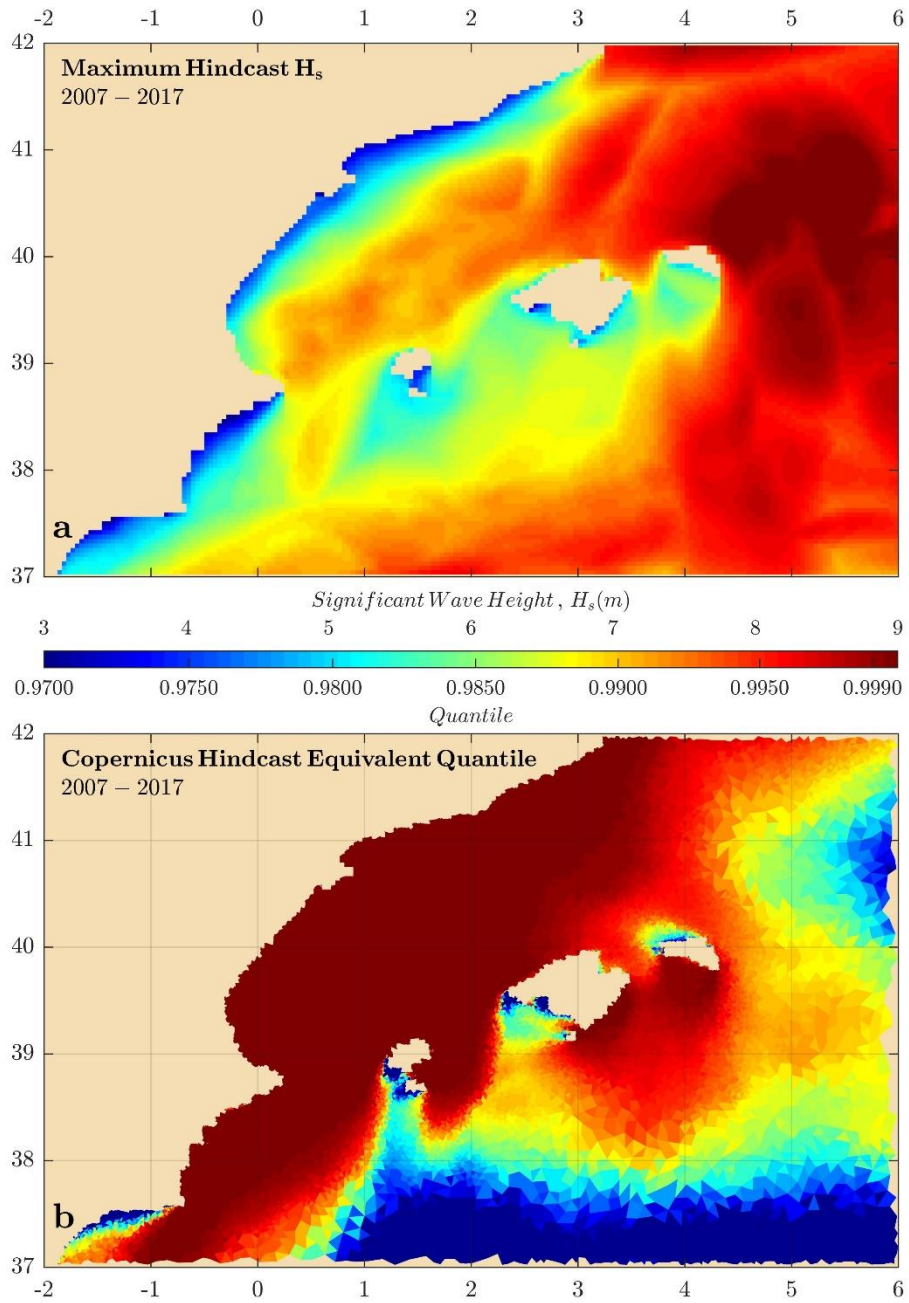 -2 -1 0 1 2 3 4 5 6
42
Maximum Hindcast Hs
2007 – 2017
41
40
39
38
a
37
Significant Wave Height , Hs(m)
3 4 5 6 7 8 9
0.9700 0.9750 0.9800 0.9850 0.9900 0.9950 0.9990
Quantile
42
Copernicus Hindcast Equivalent Quantile
2007 – 2017
41
40
39
38
b
37
-2 -1 0 1 2 3 4 5 6